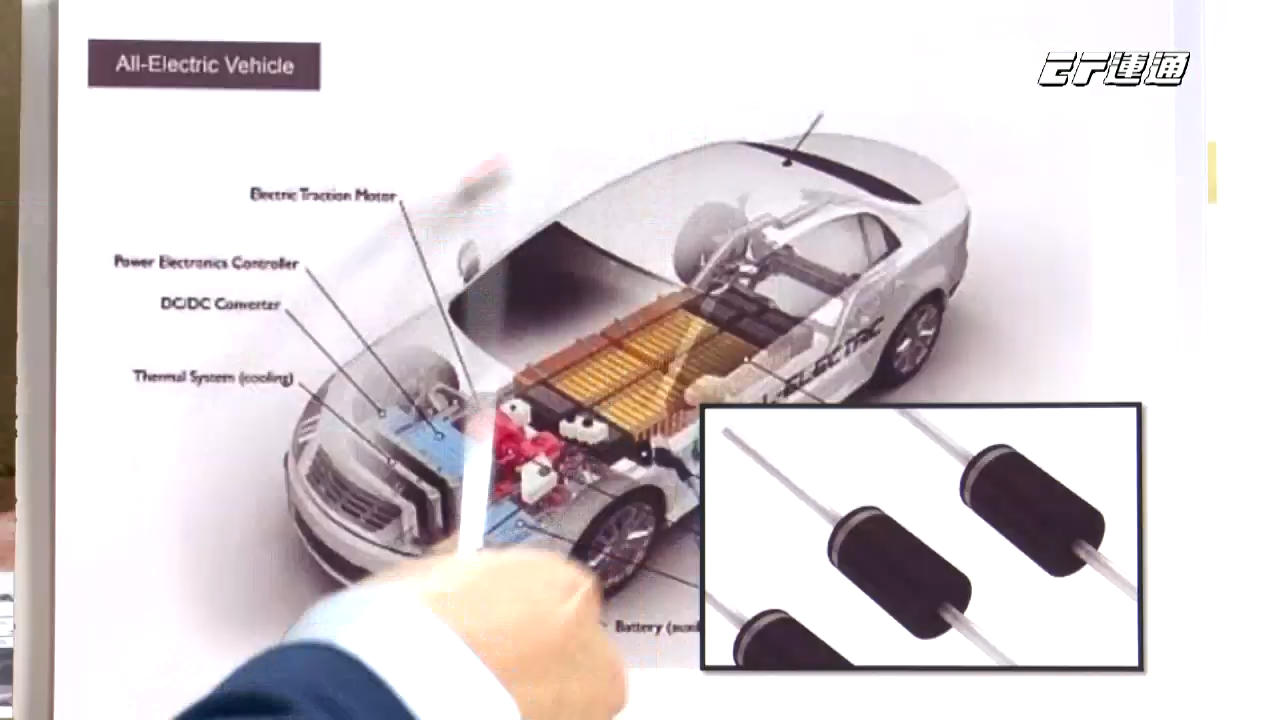 All-Electric Vehicle
ET運通
Electric Traction Motor
Power Electronics Controller
DC/DC Converter
Thermal System (cooling)
L-ELECTRIC
Battery